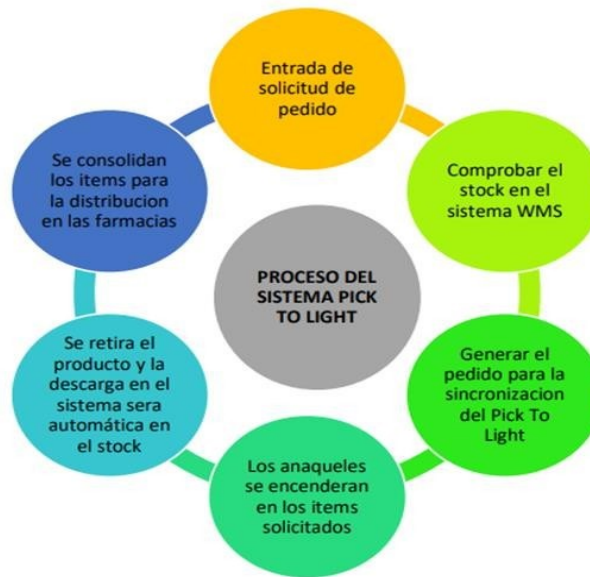 Entrada de
solicitud de
pedido
Comprobar el
stock en el
sistema WMS
Generar el
pedido para la
sincronizacion
del Pick To
Light
Los anaqueles
se encenderan
en los items
solicitados
Se retira el
producto y la
descarga en el
sistema sera
automática en
el stock
Se consolidan
los items para
la distribucion
en las farmacias
PROCESO DEL
SISTEMA PICK
TO LIGHT